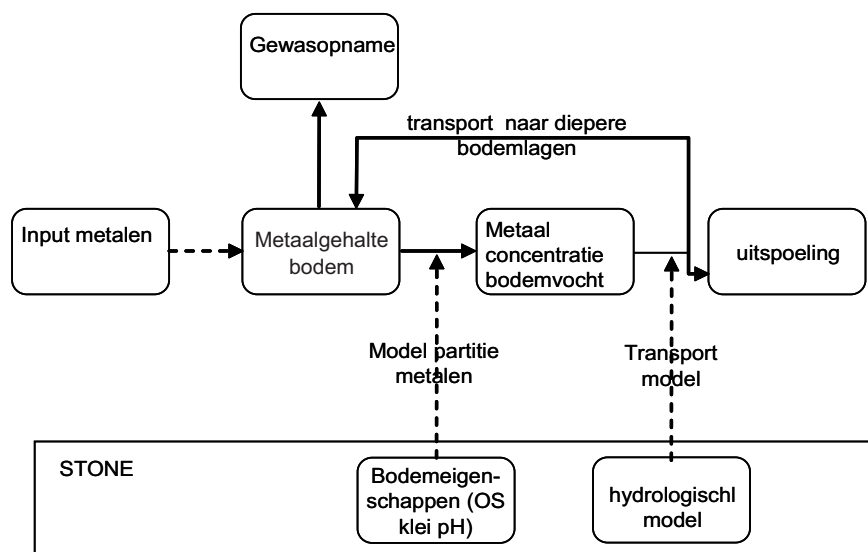 Gewasopname
transport naar diepere
bodemlagen
Input metalen
Metaalgehalte
bodem
Metaal
concentratie
bodemvocht
uitspoeling
Model partitie
metalen
Transport
model
STONE
Bodemeigen-
schappen (OS
klei pH)
hydrologischl
model